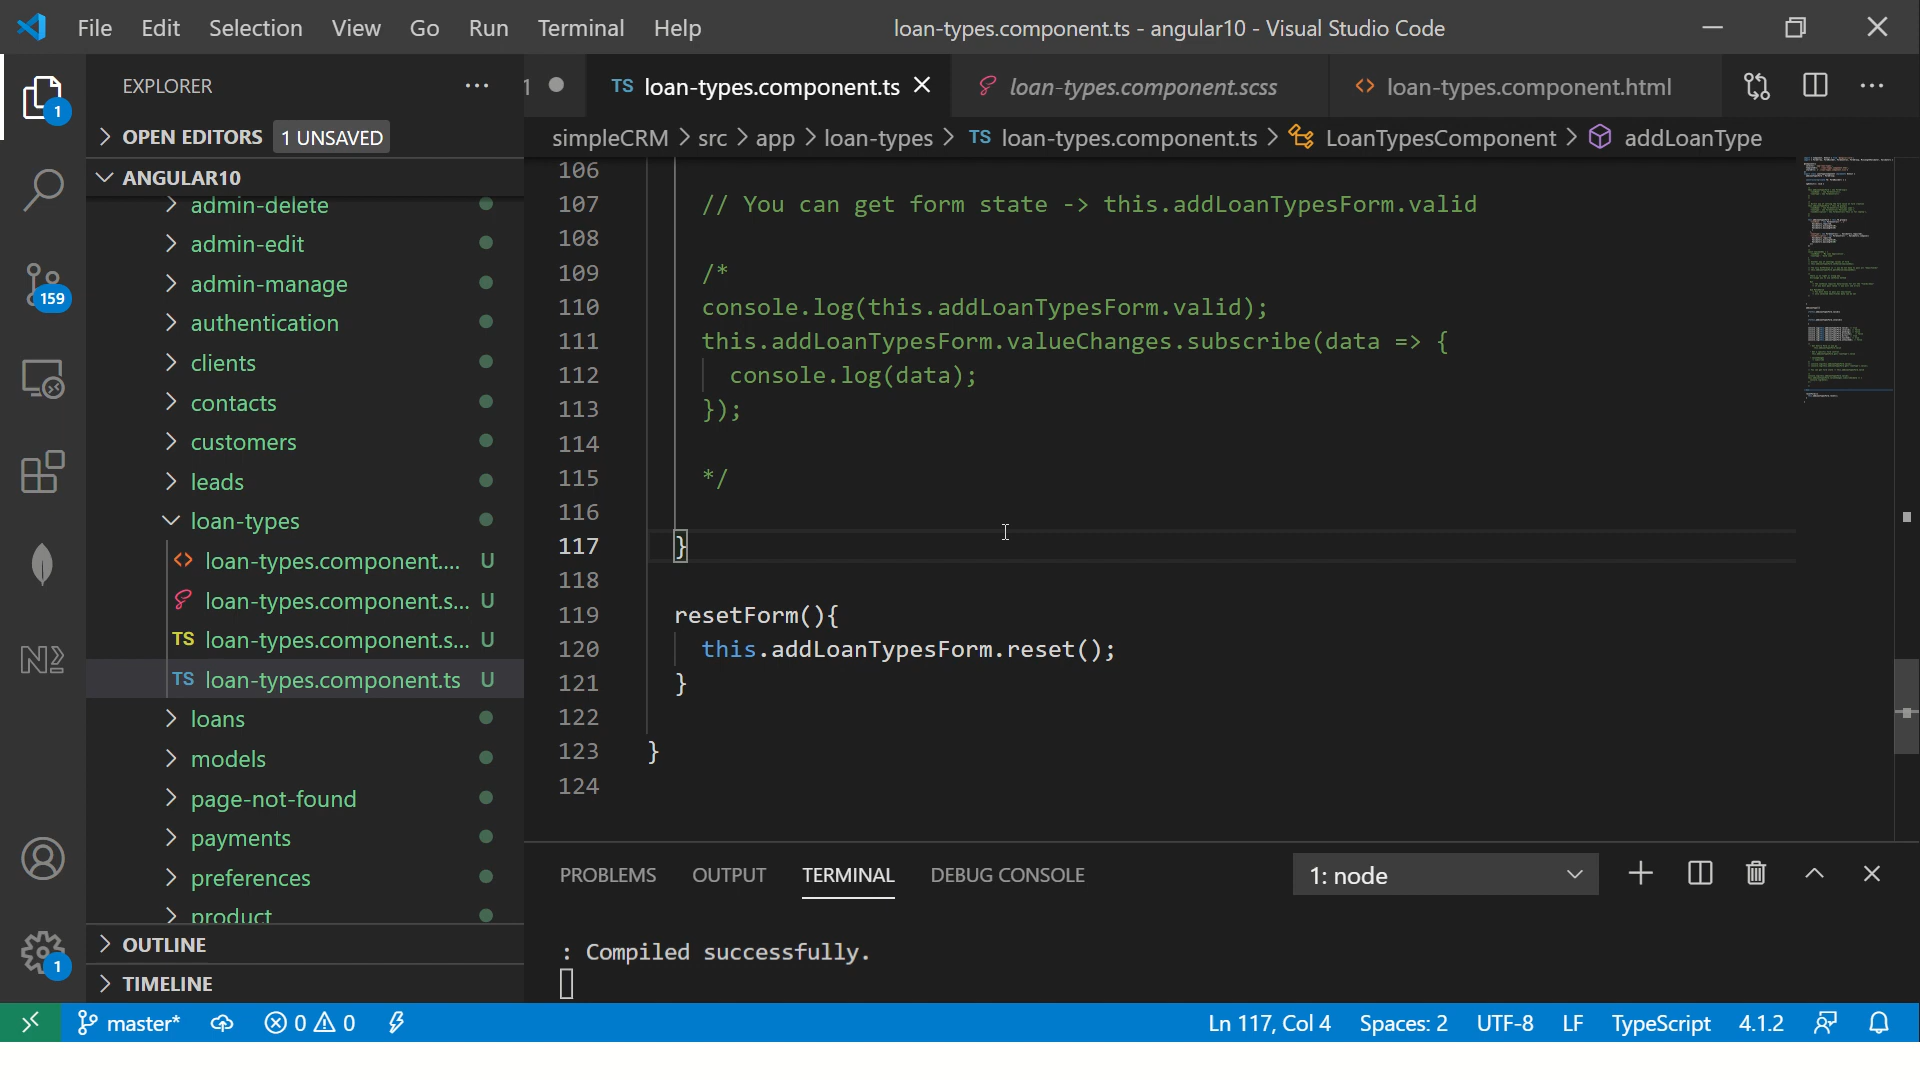 File Edit Selection View Go Run Terminal Help loan-types.component.ts - angular10 - Visual Studio Code
EXPLORER
1
OPEN EDITORS 1 UNSAVED
ANGULAR10
admin-delete
admin-edit
admin-manage
authentication
clients
contacts
customers
leads
loan-types
loan-types.component.... U
loan-types.component.s... U
TS loan-types.component.s... U
TS loan-types.component.ts U
loans
models
page-not-found
payments
preferences
product
OUTLINE
TIMELINE
159
1
1 TS loan-types.component.ts loan-types.component.scss <> loan-types.component.html
simpleCRM > src > app > loan-types > TS loan-types.component.ts > LoanTypesComponent > addLoanType
106
107 // You can get form state -> this.addLoanTypesForm.valid
108
109 /*
110 console.log(this.addLoanTypesForm.valid);
111 this.addLoanTypesForm.valueChanges.subscribe(data => {
112 console.log(data);
113 });
114
115 */
116
117 }
118
119 resetForm(){
120 this.addLoanTypesForm.reset();
121 }
122
123 }
124
PROBLEMS OUTPUT TERMINAL DEBUG CONSOLE 1: node
: Compiled successfully.
master* 0 0 Ln 117, Col 4 Spaces: 2 UTF-8 LF TypeScript 4.1.2